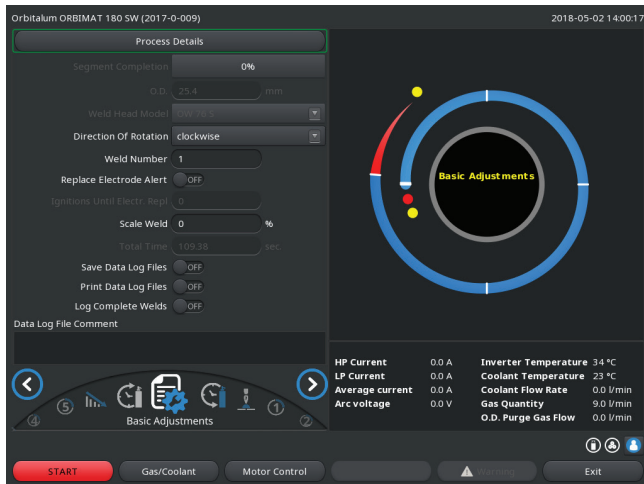 Orbitalum ORBIMAT 180 SW (2017-0-009)
2018-05-02 14:00:17
Process Details
Segment Completion 0%
O.D. 25.4 mm
Weld Head Model OW 76 S
Direction Of Rotation clockwise
Weld Number 1
Replace Electrode Alert OFF
Ignitions Until Electr. Repl 0
Scale Weld 0 %
Total Time 109.38 sec.
Save Data Log Files OFF
Print Data Log Files OFF
Log Complete Welds OFF
Data Log File Comment
4 5 1 2
Basic Adjustments
Basic Adjustments
HP Current 0.0 A
LP Current 0.0 A
Average current 0.0 A
Arc voltage 0.0 V
Inverter Temperature 34 °C
Coolant Temperature 23 °C
Coolant Flow Rate 0.0 l/min
Gas Quantity 9.0 l/min
O.D. Purge Gas Flow 0.0 l/min
START Gas/Coolant Motor Control Warning Exit